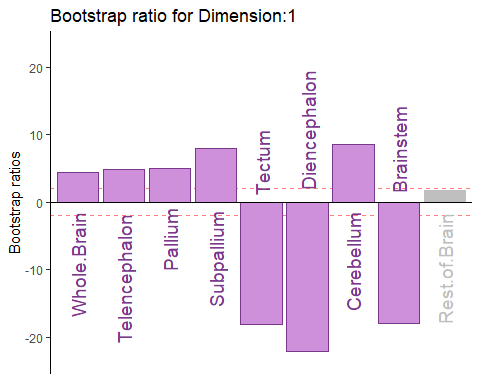 Bootstrap ratio for Dimension:1
Bootstrap ratios
20
10
0
-10
-20
Whole.Brain
Telencephalon
Pallium
Subpallium
Tectum
Diencephalon
Cerebellum
Brainstem
Rest.of.Brain